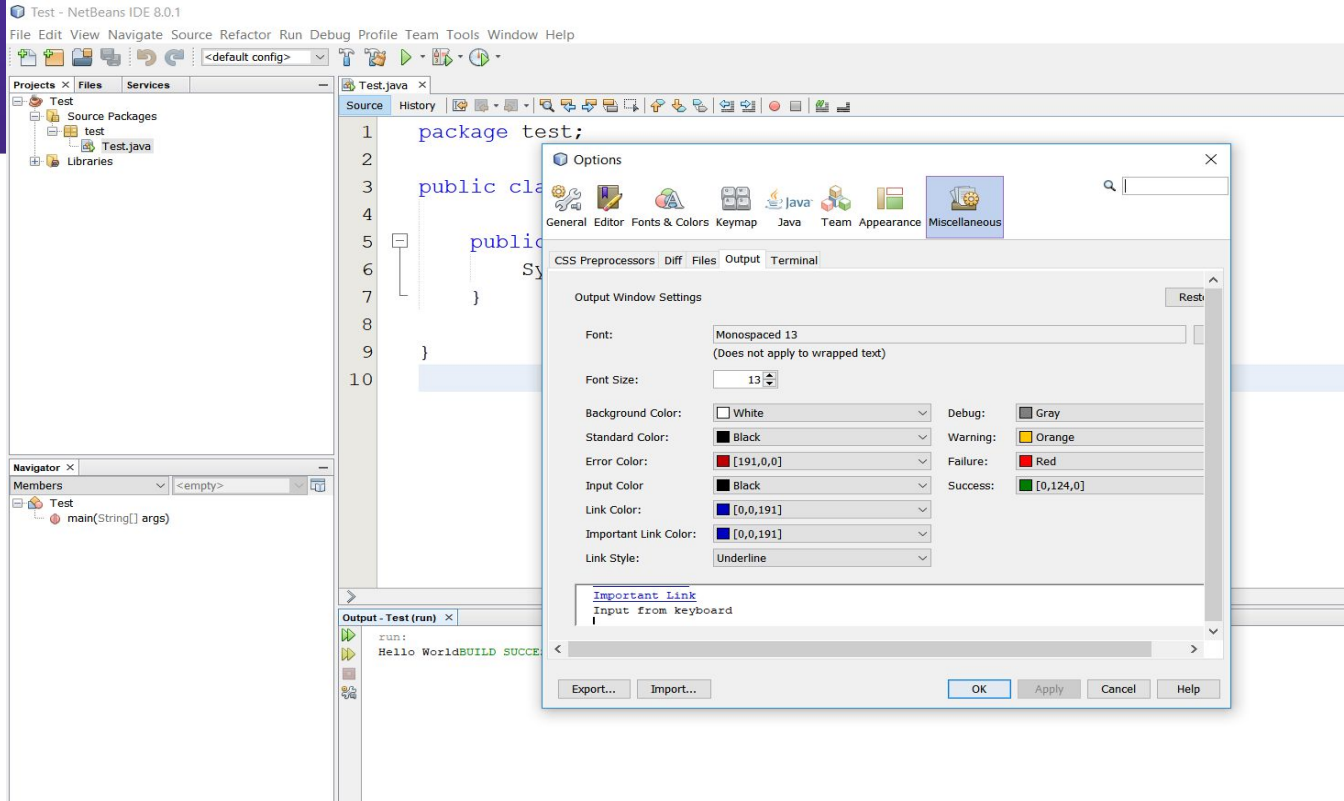 Test - NetBeans IDE 8.0.1
File Edit View Navigate Source Refactor Run Debug Profile Team Tools Window Help
<default config>
Projects Files Services
Test
Source Packages
test
Test.java
Libraries
Navigator
Members <empty>
Test
main(String[] args)
Test.java
Source History
1 package test;
2
3 public cla
4
5 public
6 Sy
7 }
8
9 }
10
Output - Test (run)
run:
Hello WorldBUILD SUCCE
Options
General Editor Fonts & Colors Keymap Java Team Appearance Miscellaneous
CSS Preprocessors Diff Files Output Terminal
Output Window Settings Rest
Font: Monospaced 13
(Does not apply to wrapped text)
Font Size: 13
Background Color: White Debug: Gray
Standard Color: Black Warning: Orange
Error Color: [191,0,0] Failure: Red
Input Color Black Success: [0,124,0]
Link Color: [0,0,191]
Important Link Color: [0,0,191]
Link Style: Underline
Important Link
Input from keyboard
Export... Import... OK Apply Cancel Help